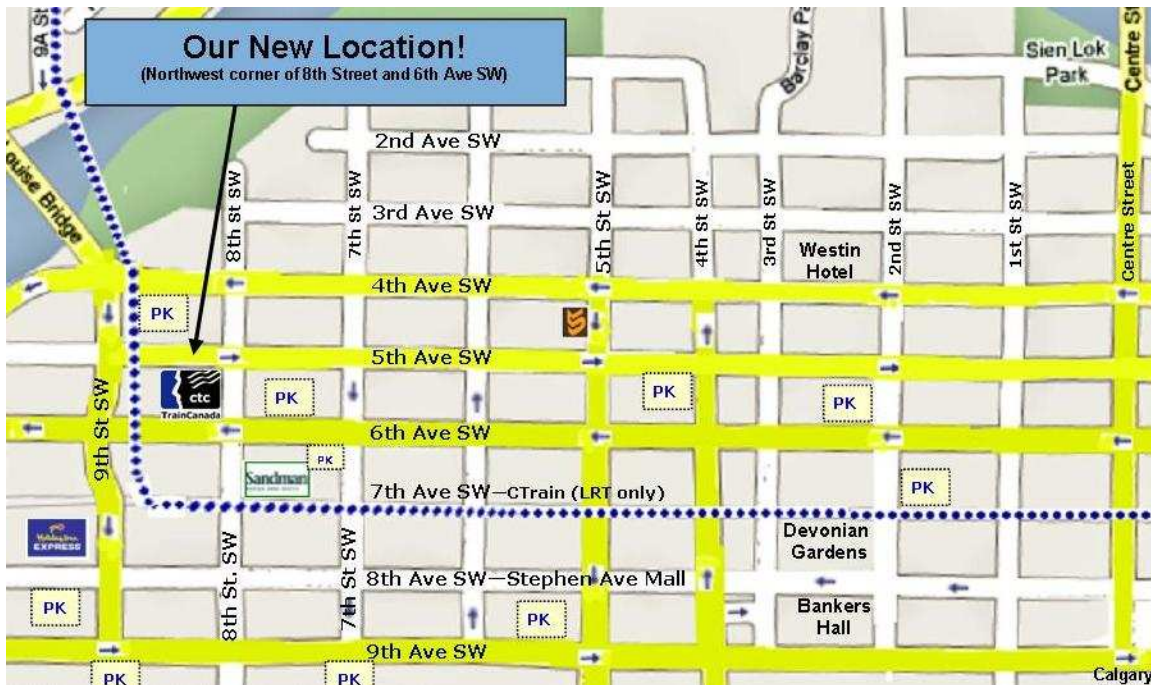 9A St
Our New Location!
(Northwest corner of 8th Street and 6th Ave SW)
Barclay Pa
Sien Lok
Park
Centre St
Louise Bridge
2nd Ave SW
3rd Ave SW
8th St SW
7th St SW
5th St SW
4th St SW
3rd St SW
2nd St SW
1st St SW
Centre Street
Westin
Hotel
4th Ave SW
PK
5th Ave SW
ctc
TrainCanada
PK
PK
PK
9th St SW
6th Ave SW
Sandman
PK
7th Ave SW—CTrain (LRT only)
PK
Holiday Inn
EXPRESS
Devonian
Gardens
8th St. SW
7th St SW
8th Ave SW—Stephen Ave Mall
PK
PK
Bankers
Hall
9th Ave SW
PK
PK
Calgary